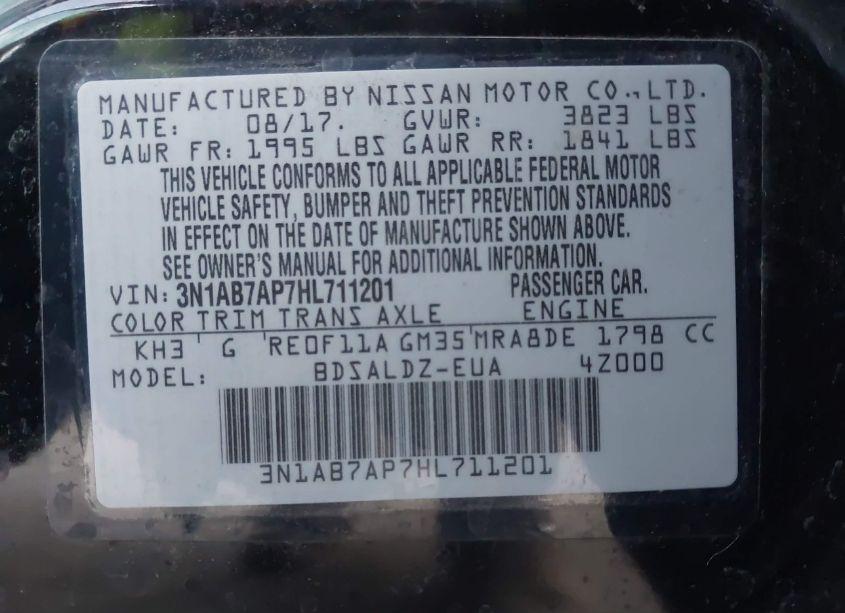 MANUFACTURED BY NISSAN MOTOR CO., LTD.
DATE: 08/17. GVWR: 3823 LBS
GAWR FR: 1995 LBS GAWR RR: 1841 LBS
THIS VEHICLE CONFORMS TO ALL APPLICABLE FEDERAL MOTOR
VEHICLE SAFETY, BUMPER AND THEFT PREVENTION STANDARDS
IN EFFECT ON THE DATE OF MANUFACTURE SHOWN ABOVE.
SEE OWNER'S MANUAL FOR ADDITIONAL INFORMATION.
VIN: 3N1AB7AP7HL711201 PASSENGER CAR.
COLOR TRIM TRANS AXLE ENGINE
KH3 ' G 'RE0F11A GM35'MRA8DE 1798 CC
MODEL: BDSALDZ-EUA 4Z000
3N1AB7AP7HL711201